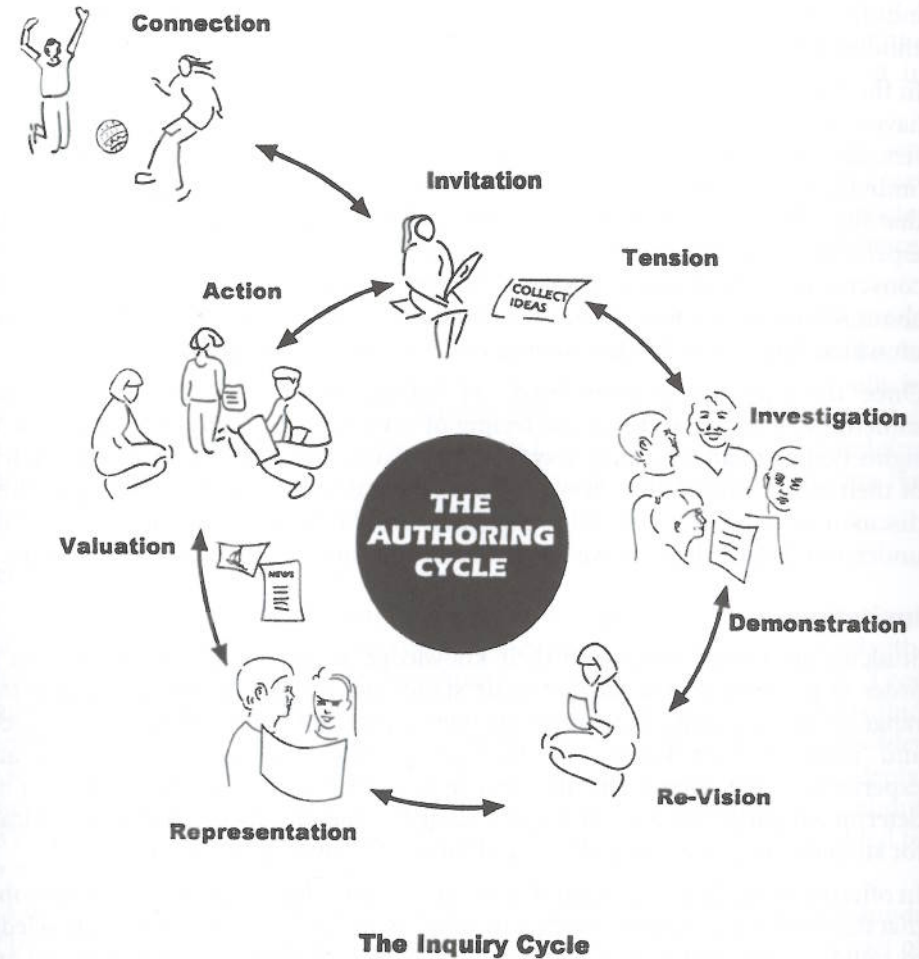 Connection
Invitation
Tension
COLLECT
IDEAS
Action
Investigation
THE
AUTHORING
CYCLE
Valuation
NEWS
Demonstration
Re-Vision
Representation
The Inquiry Cycle